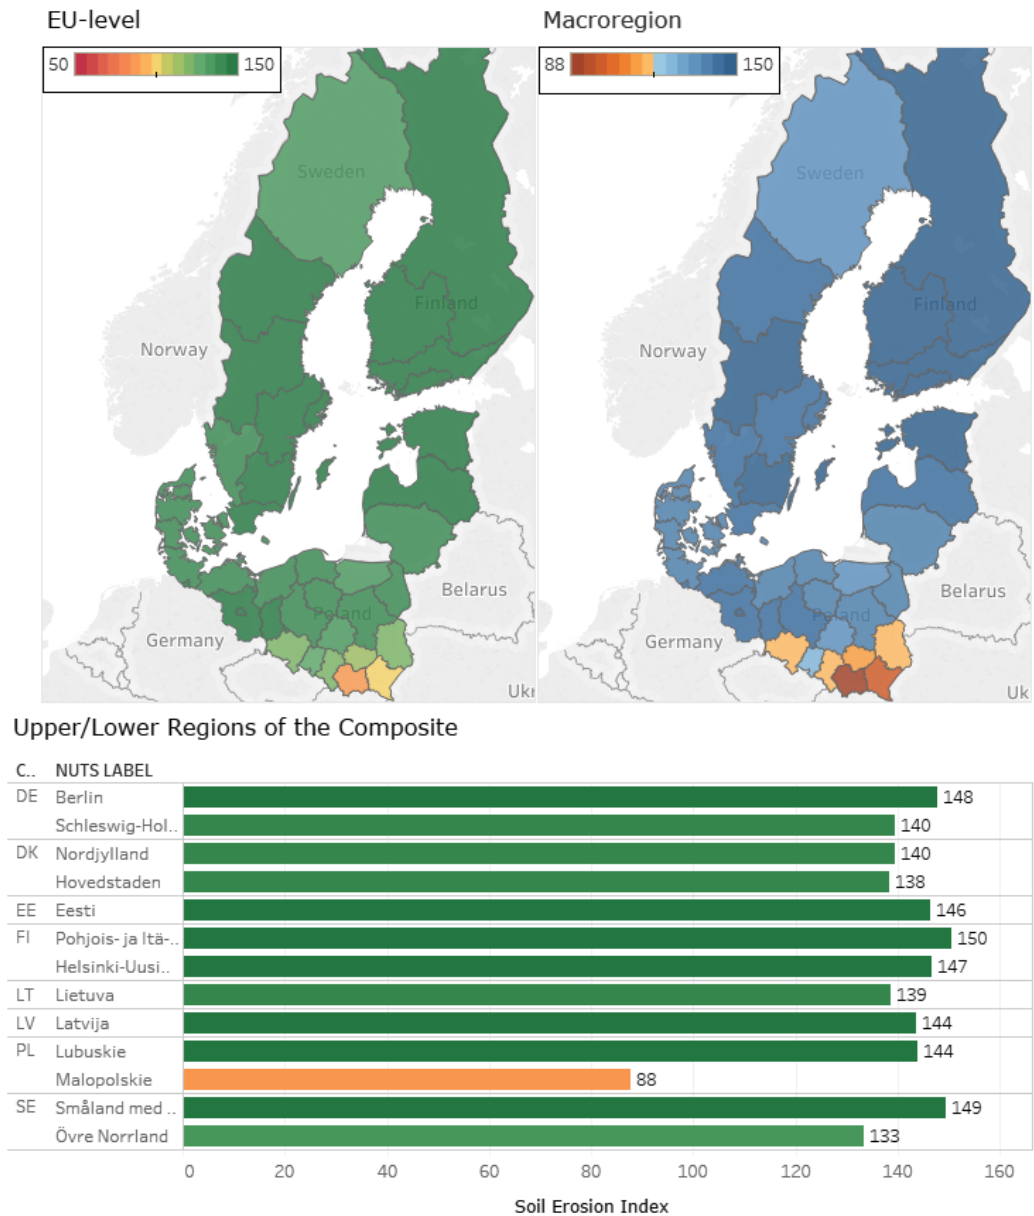 EU-level
Macroregion
50 150
88 150
Sweden
Sweden
Finland
Finland
Norway
Norway
Belarus
Belarus
Poland
Poland
Germany
Germany
Ukr
Uk
Upper/Lower Regions of the Composite
C.. NUTS LABEL
DE Berlin 148
Schleswig-Hol.. 140
DK Nordjylland 140
Hovedstaden 138
EE Eesti 146
FI Pohjois- ja Itä-.. 150
Helsinki-Uusi.. 147
LT Lietuva 139
LV Latvija 144
PL Lubuskie 144
Malopolskie 88
SE Småland med .. 149
Övre Norrland 133
0 20 40 60 80 100 120 140 160
Soil Erosion Index